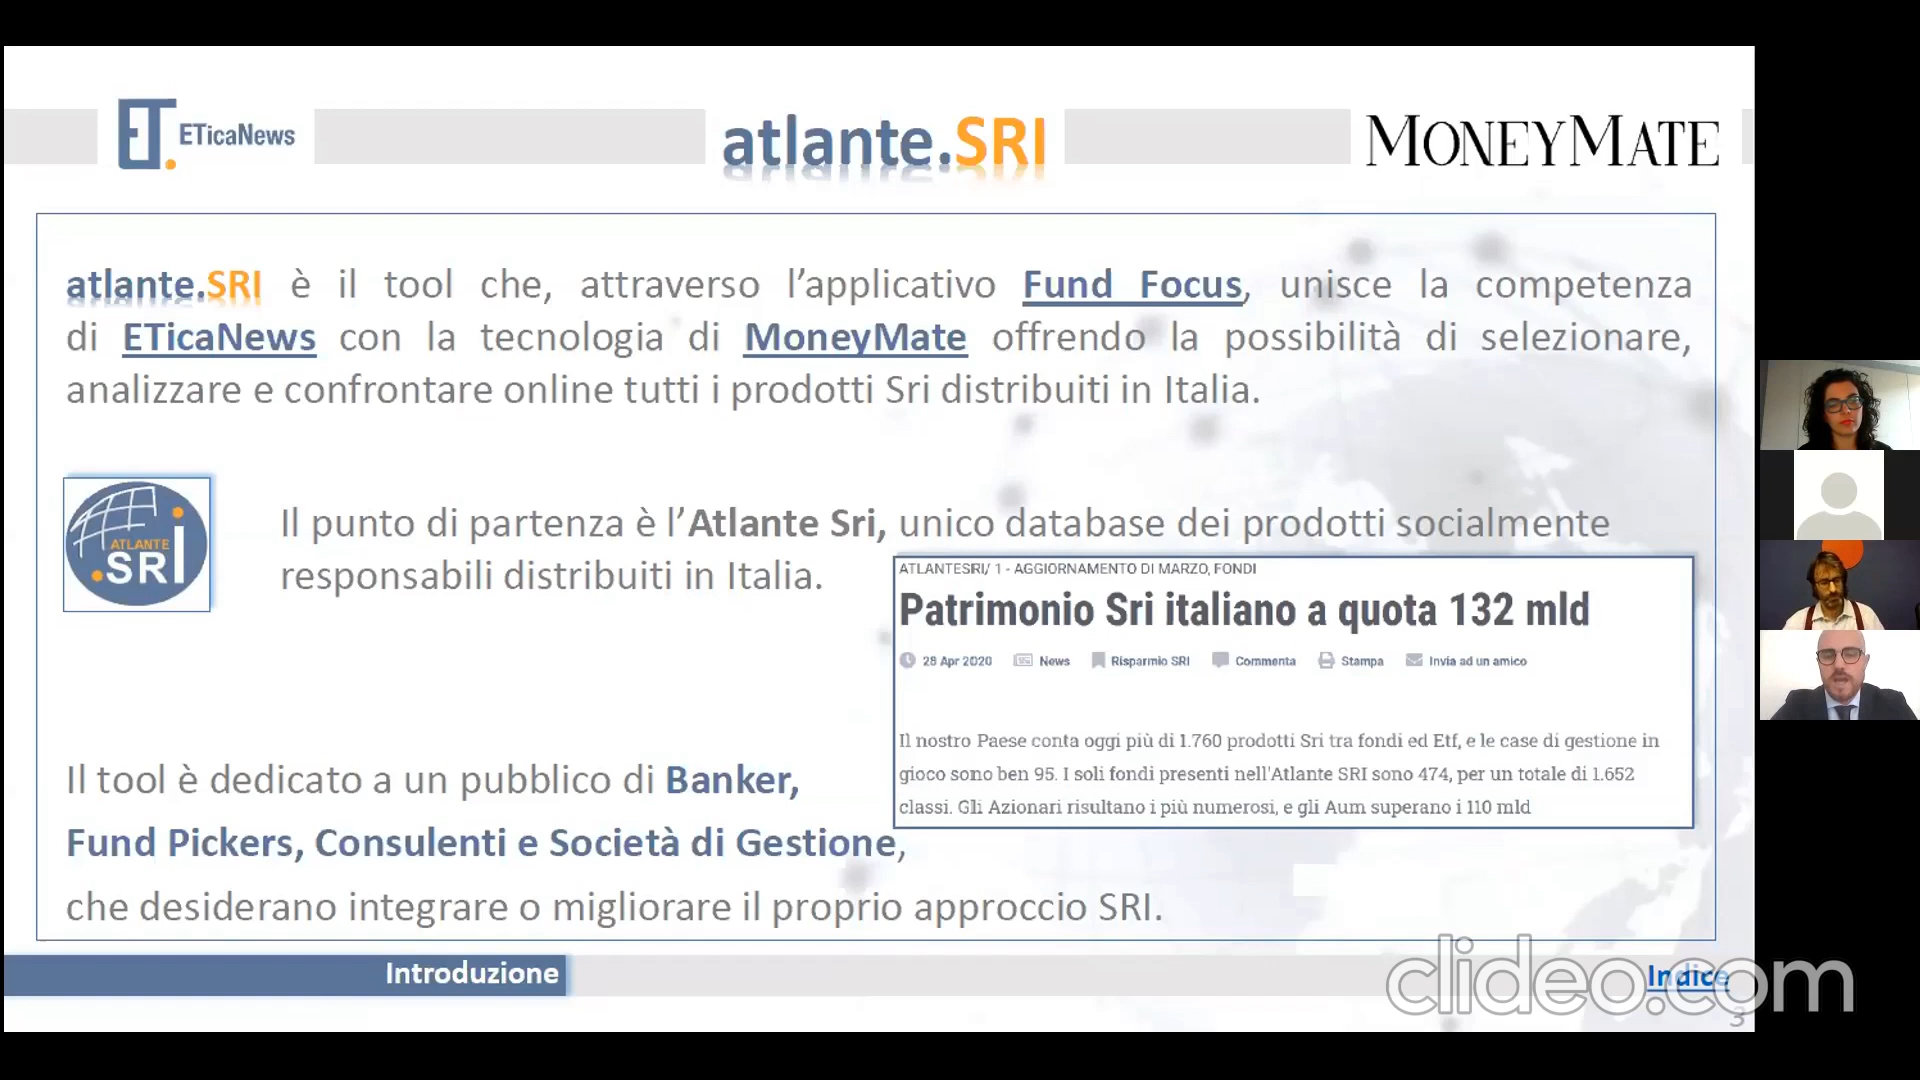 ET. ETicaNews
atlante.SRI
MONEYMATE
atlante.SRI è il tool che, attraverso l’applicativo Fund Focus, unisce la competenza
di ETicaNews con la tecnologia di MoneyMate offrendo la possibilità di selezionare,
analizzare e confrontare online tutti i prodotti Sri distribuiti in Italia.
ATLANTE
.SRI
Il punto di partenza è l’Atlante Sri, unico database dei prodotti socialmente
responsabili distribuiti in Italia.
ATLANTESRI/ 1 - AGGIORNAMENTO DI MARZO, FONDI
Patrimonio Sri italiano a quota 132 mld
28 Apr 2020 News Risparmio SRI Commenta Stampa Invia ad un amico
Il nostro Paese conta oggi più di 1.760 prodotti Sri tra fondi ed Etf, e le case di gestione in
gioco sono ben 95. I soli fondi presenti nell'Atlante SRI sono 474, per un totale di 1.652
classi. Gli Azionari risultano i più numerosi, e gli Aum superano i 110 mld
Il tool è dedicato a un pubblico di Banker,
Fund Pickers, Consulenti e Società di Gestione,
che desiderano integrare o migliorare il proprio approccio SRI.
Introduzione
Indice
clideo.com
3